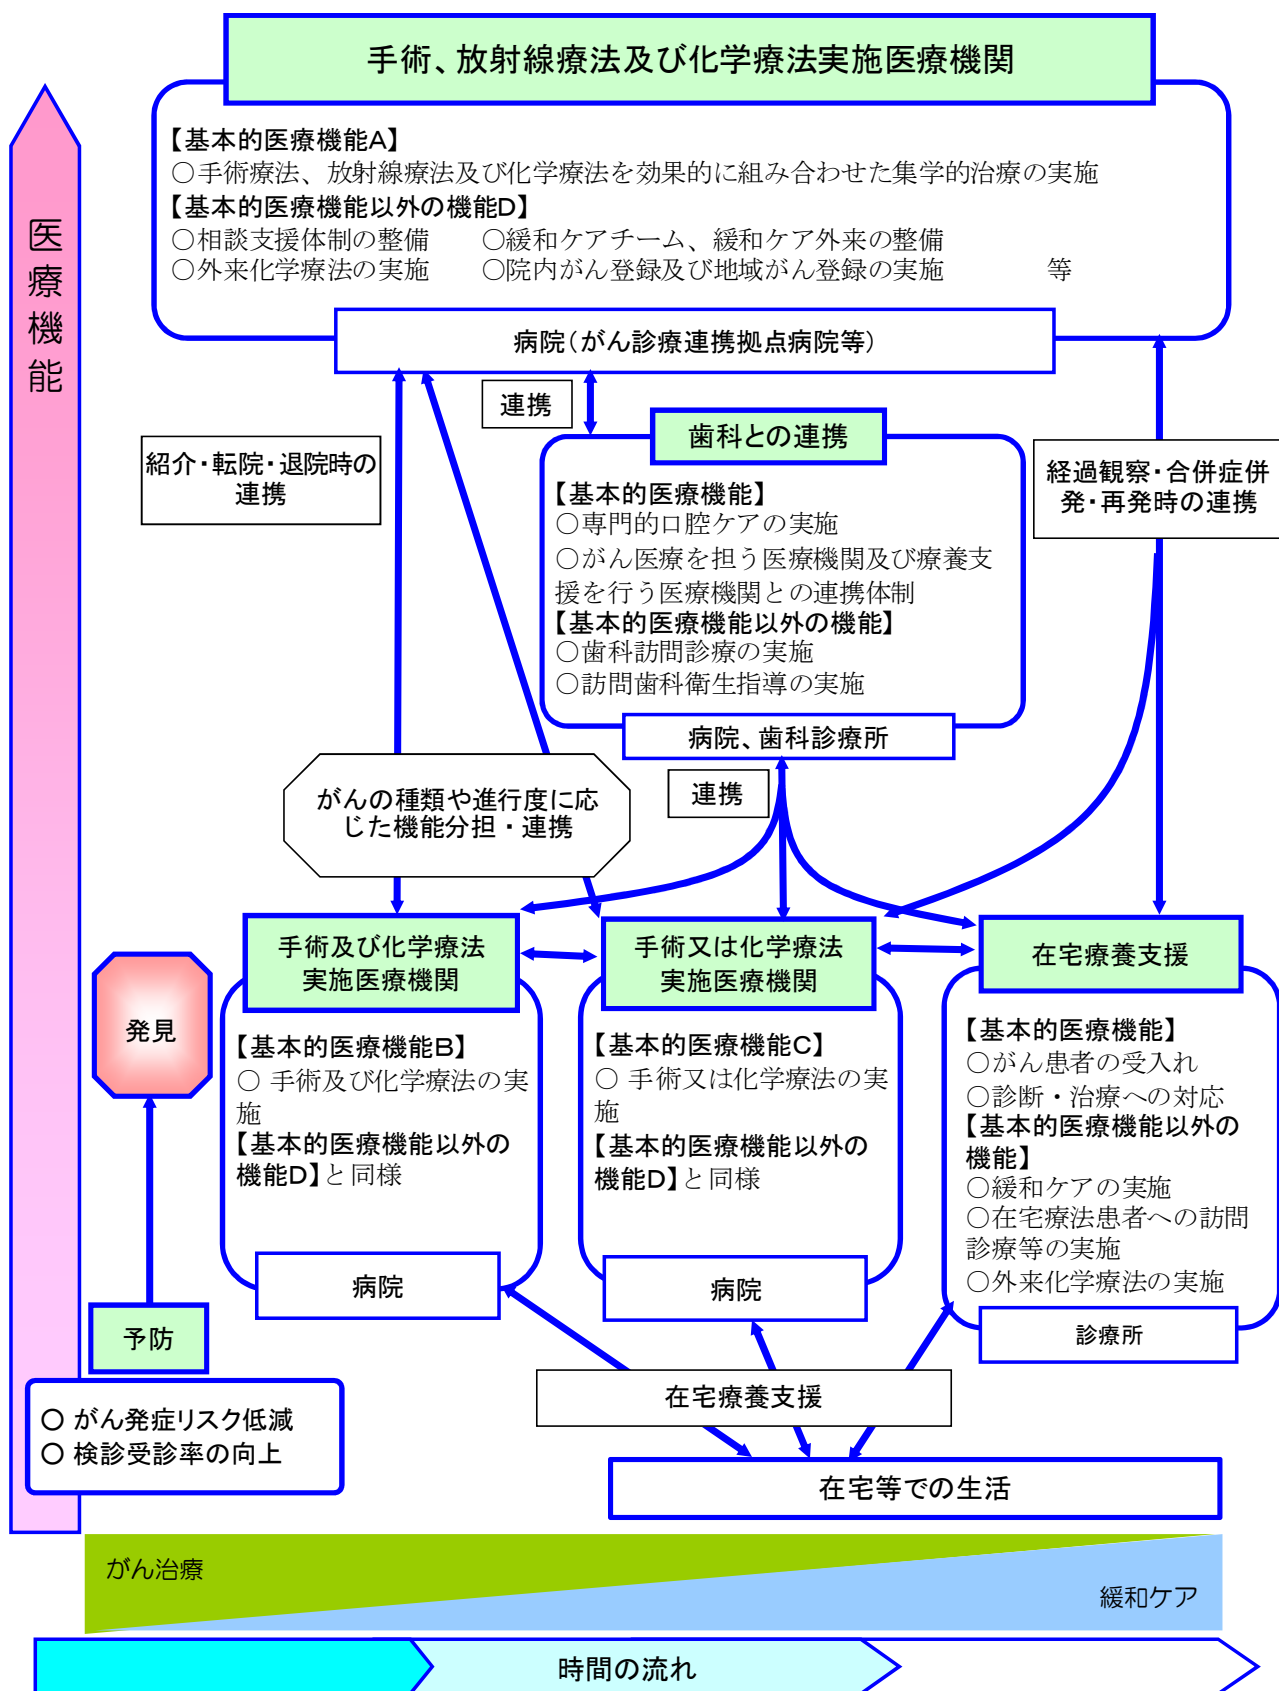 手術、放射線療法及び化学療法実施医療機関
【基本的医療機能A】
○手術療法、放射線療法及び化学療法を効果的に組み合わせた集学的治療の実施
【基本的医療機能以外の機能D】
○相談支援体制の整備　　○緩和ケアチーム、緩和ケア外来の整備
○外来化学療法の実施　　○院内がん登録及び地域がん登録の実施　　　　等
病院（がん診療連携拠点病院等）
医療機能
連携
紹介・転院・退院時の
連携
歯科との連携
【基本的医療機能】
○専門的口腔ケアの実施
○がん医療を担う医療機関及び療養支
援を行う医療機関との連携体制
【基本的医療機能以外の機能】
○歯科訪問診療の実施
○訪問歯科衛生指導の実施
病院、歯科診療所
経過観察・合併症併
発・再発時の連携
連携
がんの種類や進行度に応
じた機能分担・連携
手術及び化学療法
実施医療機関
【基本的医療機能B】
○ 手術及び化学療法の実
施
【基本的医療機能以外の
機能D】と同様
病院
手術又は化学療法
実施医療機関
【基本的医療機能C】
○ 手術又は化学療法の実
施
【基本的医療機能以外の
機能D】と同様
病院
在宅療養支援
【基本的医療機能】
○がん患者の受入れ
○診断・治療への対応
【基本的医療機能以外の
機能】
○緩和ケアの実施
○在宅療法患者への訪問
診療等の実施
○外来化学療法の実施
診療所
発見
予防
○ がん発症リスク低減
○ 検診受診率の向上
在宅療養支援
在宅等での生活
がん治療
緩和ケア
時間の流れ